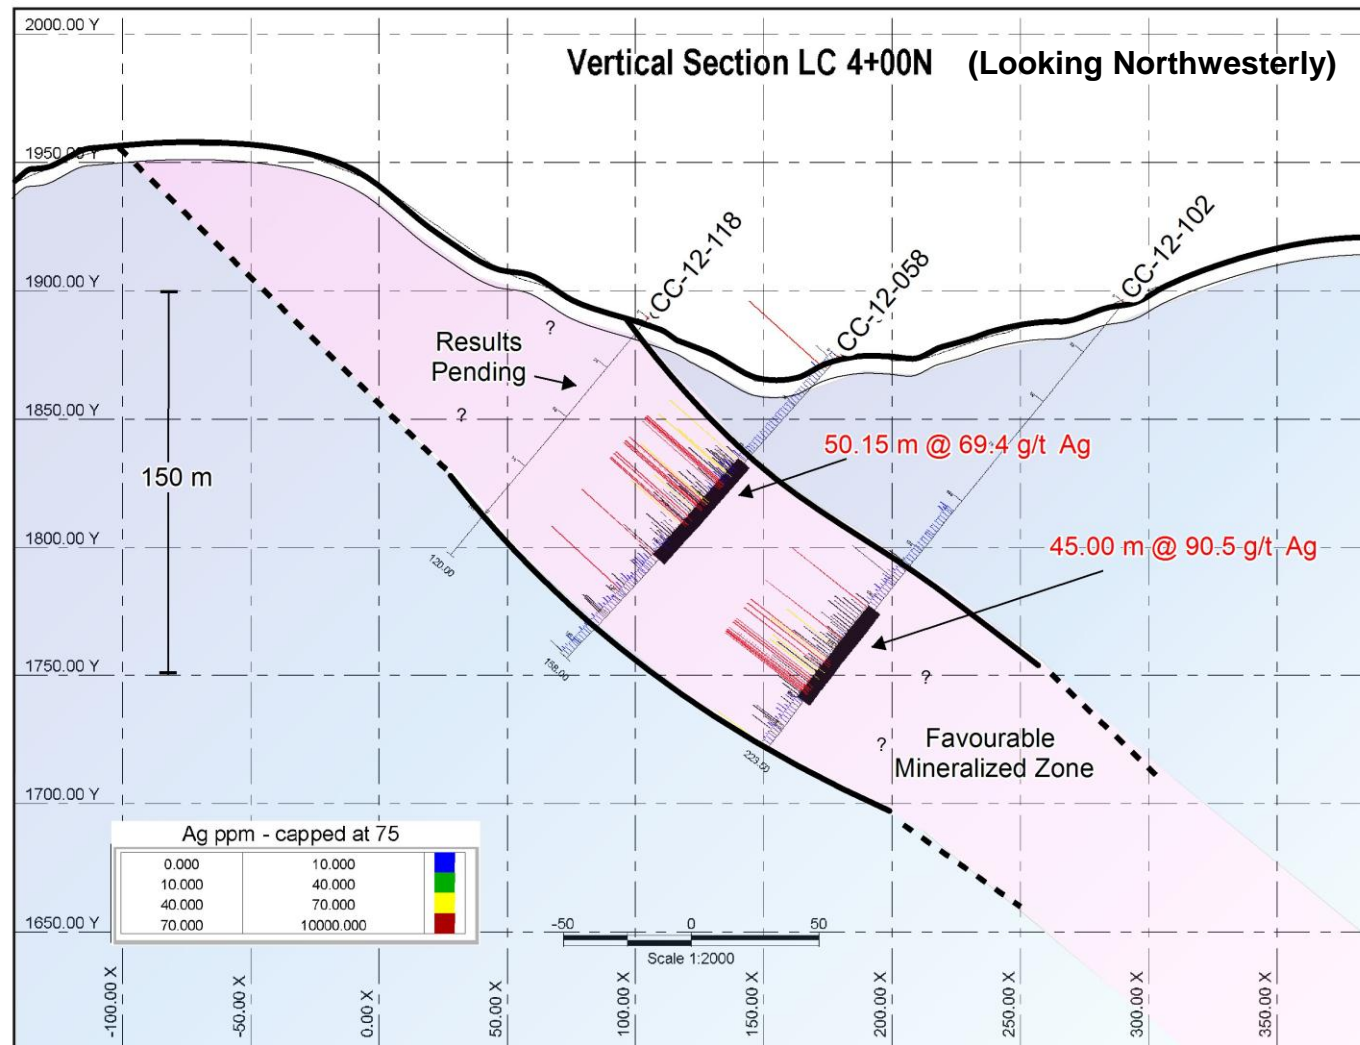 2000.00 Y
Vertical Section LC 4+00N (Looking Northwesterly)
1950.00 Y
CC-12-118
CC-12-058
CC-12-102
1900.00 Y
?
Results
Pending
?
1850.00 Y
50.15 m @ 69.4 g/t Ag
150 m
1800.00 Y
45.00 m @ 90.5 g/t Ag
120.00
158.00
1750.00 Y
?
223.50
?
Favourable
Mineralized Zone
1700.00 Y
Ag ppm - capped at 75
0.000 10.000
10.000 40.000
40.000 70.000
70.000 10000.000
1650.00 Y
-50 0 50
Scale 1:2000
-100.00 X
-50.00 X
0.00 X
50.00 X
100.00 X
150.00 X
200.00 X
250.00 X
300.00 X
350.00 X